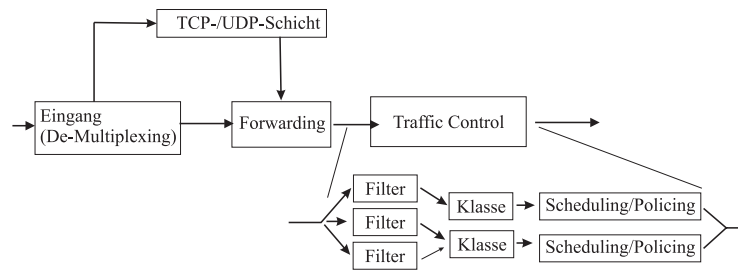 TCP-/UDP-Schicht
Eingang
(De-Multiplexing)
Forwarding
Traffic Control
Filter
Klasse
Scheduling/Policing
Filter
Klasse
Scheduling/Policing
Filter